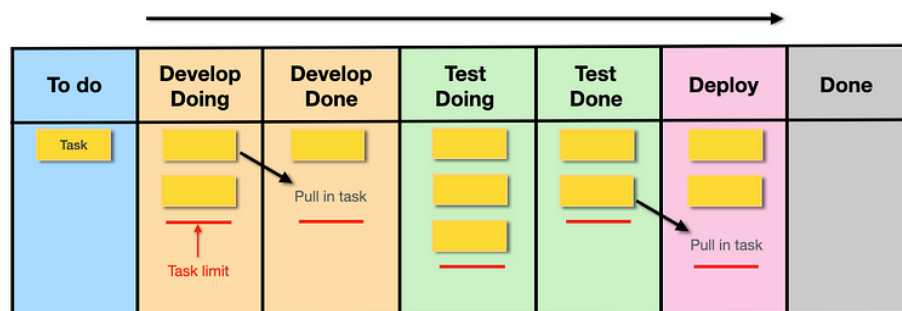 To do
Develop
Doing
Develop
Done
Test
Doing
Test
Done
Deploy
Done
Task
Pull in task
Pull in task
Task limit